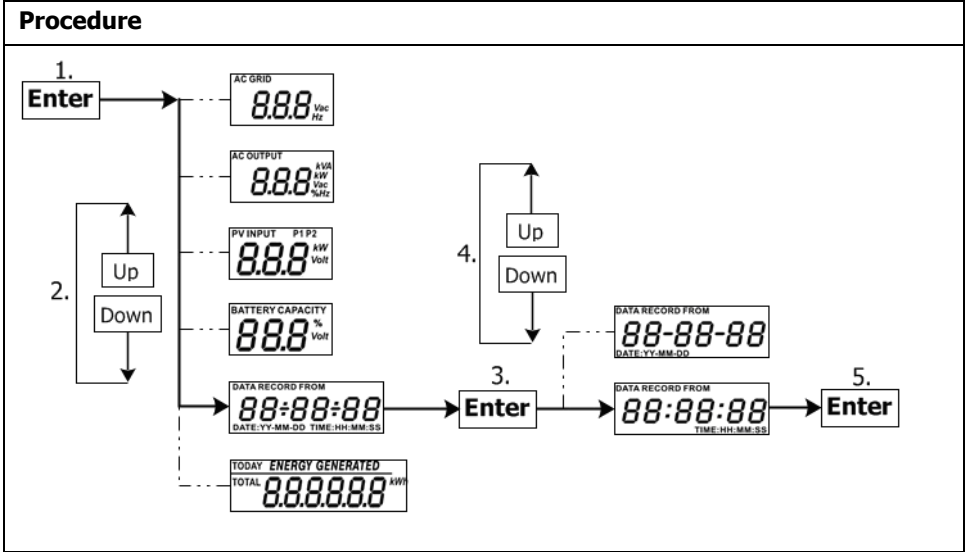 Procedure
1.
Enter
AC GRID
8.8.8 Vac
Hz
AC OUTPUT
8.8.8 kVA
kW
Vac
%Hz
2.
Up
Down
PV INPUT P1 P2
8.8.8 kW
Volt
BATTERY CAPACITY
88.8 %
Volt
DATA RECORD FROM
88÷88÷88
DATE:YY-MM-DD TIME:HH:MM:SS
TODAY ENERGY GENERATED
TOTAL 8.8.8.8.8.8 kWh
3.
Enter
4.
Up
Down
DATA RECORD FROM
88-88-88
DATE:YY-MM-DD
DATA RECORD FROM
88:88:88
TIME:HH:MM:SS
5.
Enter